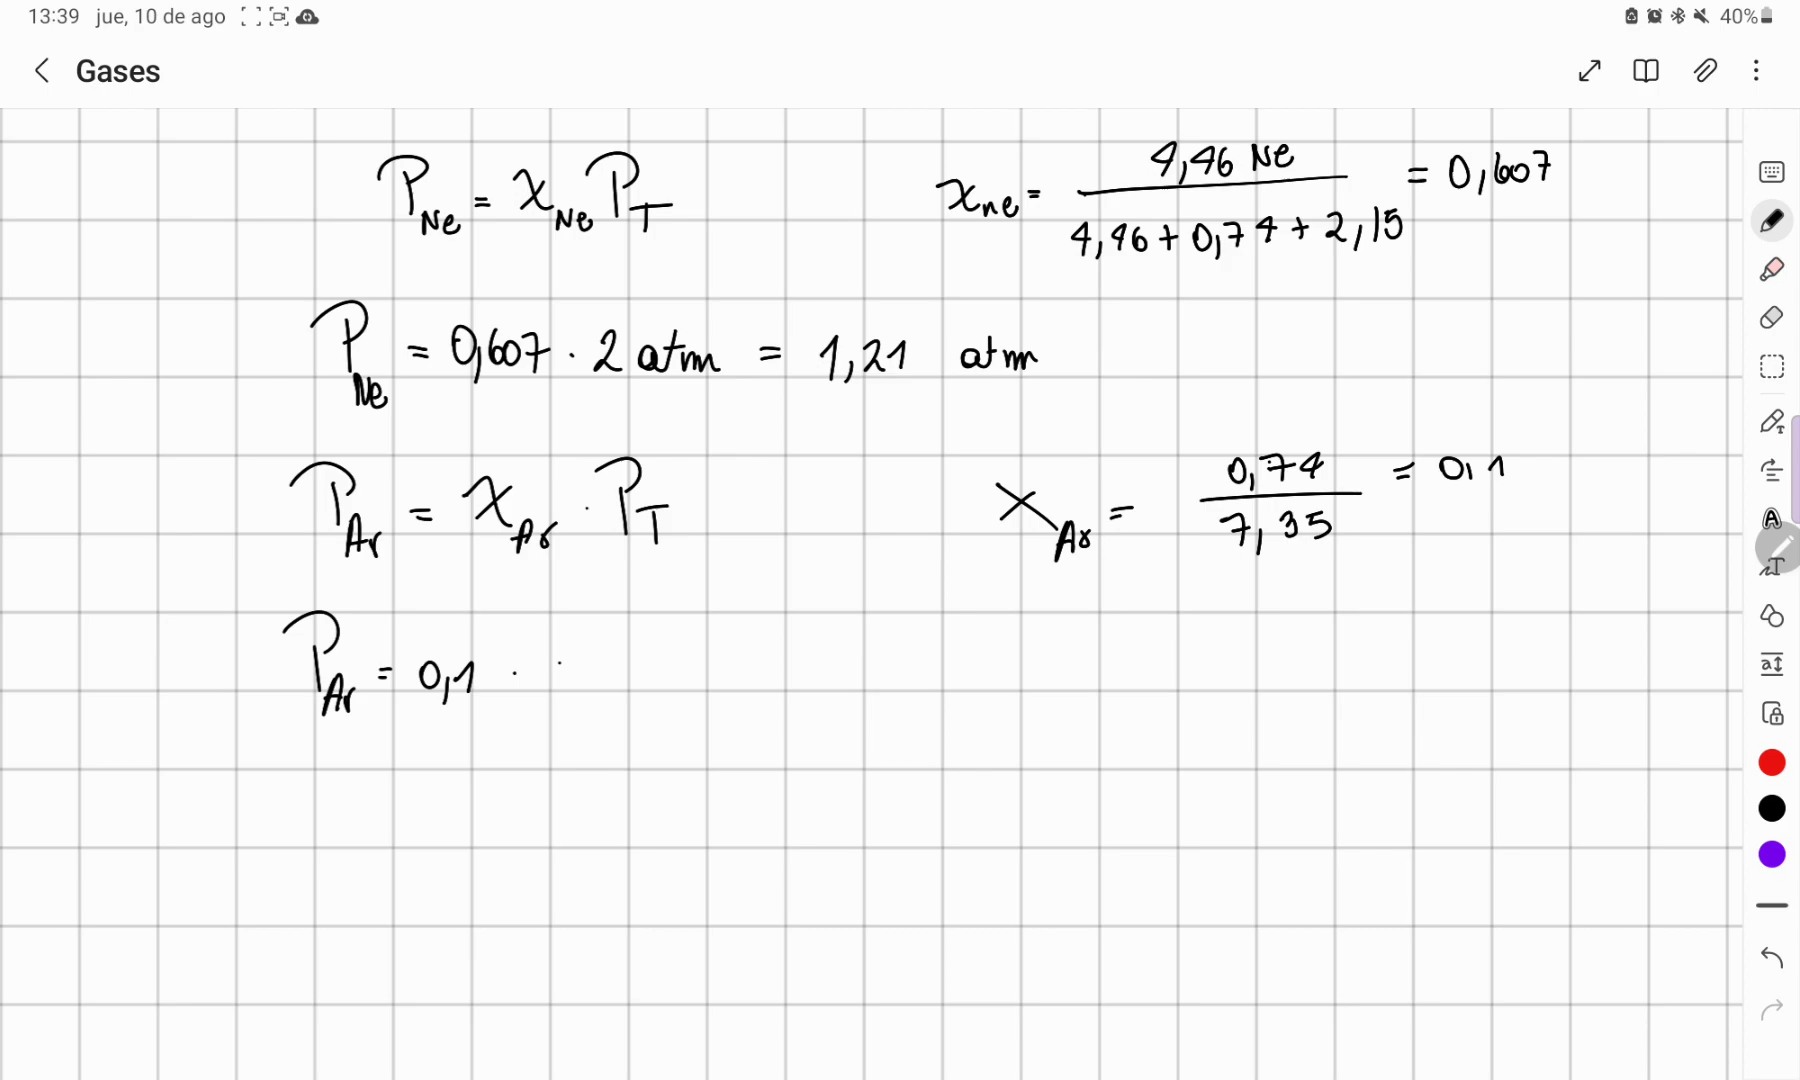 13:39 jue, 10 de ago 40%
Gases
P_Ne = x_Ne P_T
x_ne = 4,46 Ne / 4,46 + 0,74 + 2,15 = 0,607
P_Ne = 0,607 · 2 atm = 1,21 atm
P_Ar = x_Ar · P_T
X_Ar = 0,74 / 7,35 = 0,1
P_Ar = 0,1 ·